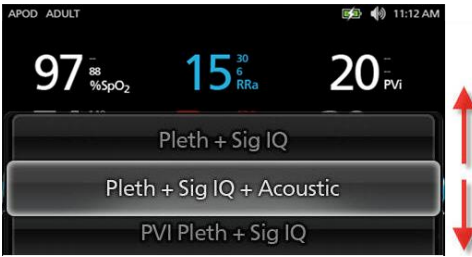 APOD ADULT 11:12 AM
97 - 88 %SpO2 15 30 6 RRa 20 - - PVi
Pleth + Sig IQ
Pleth + Sig IQ + Acoustic
PVI Pleth + Sig IQ